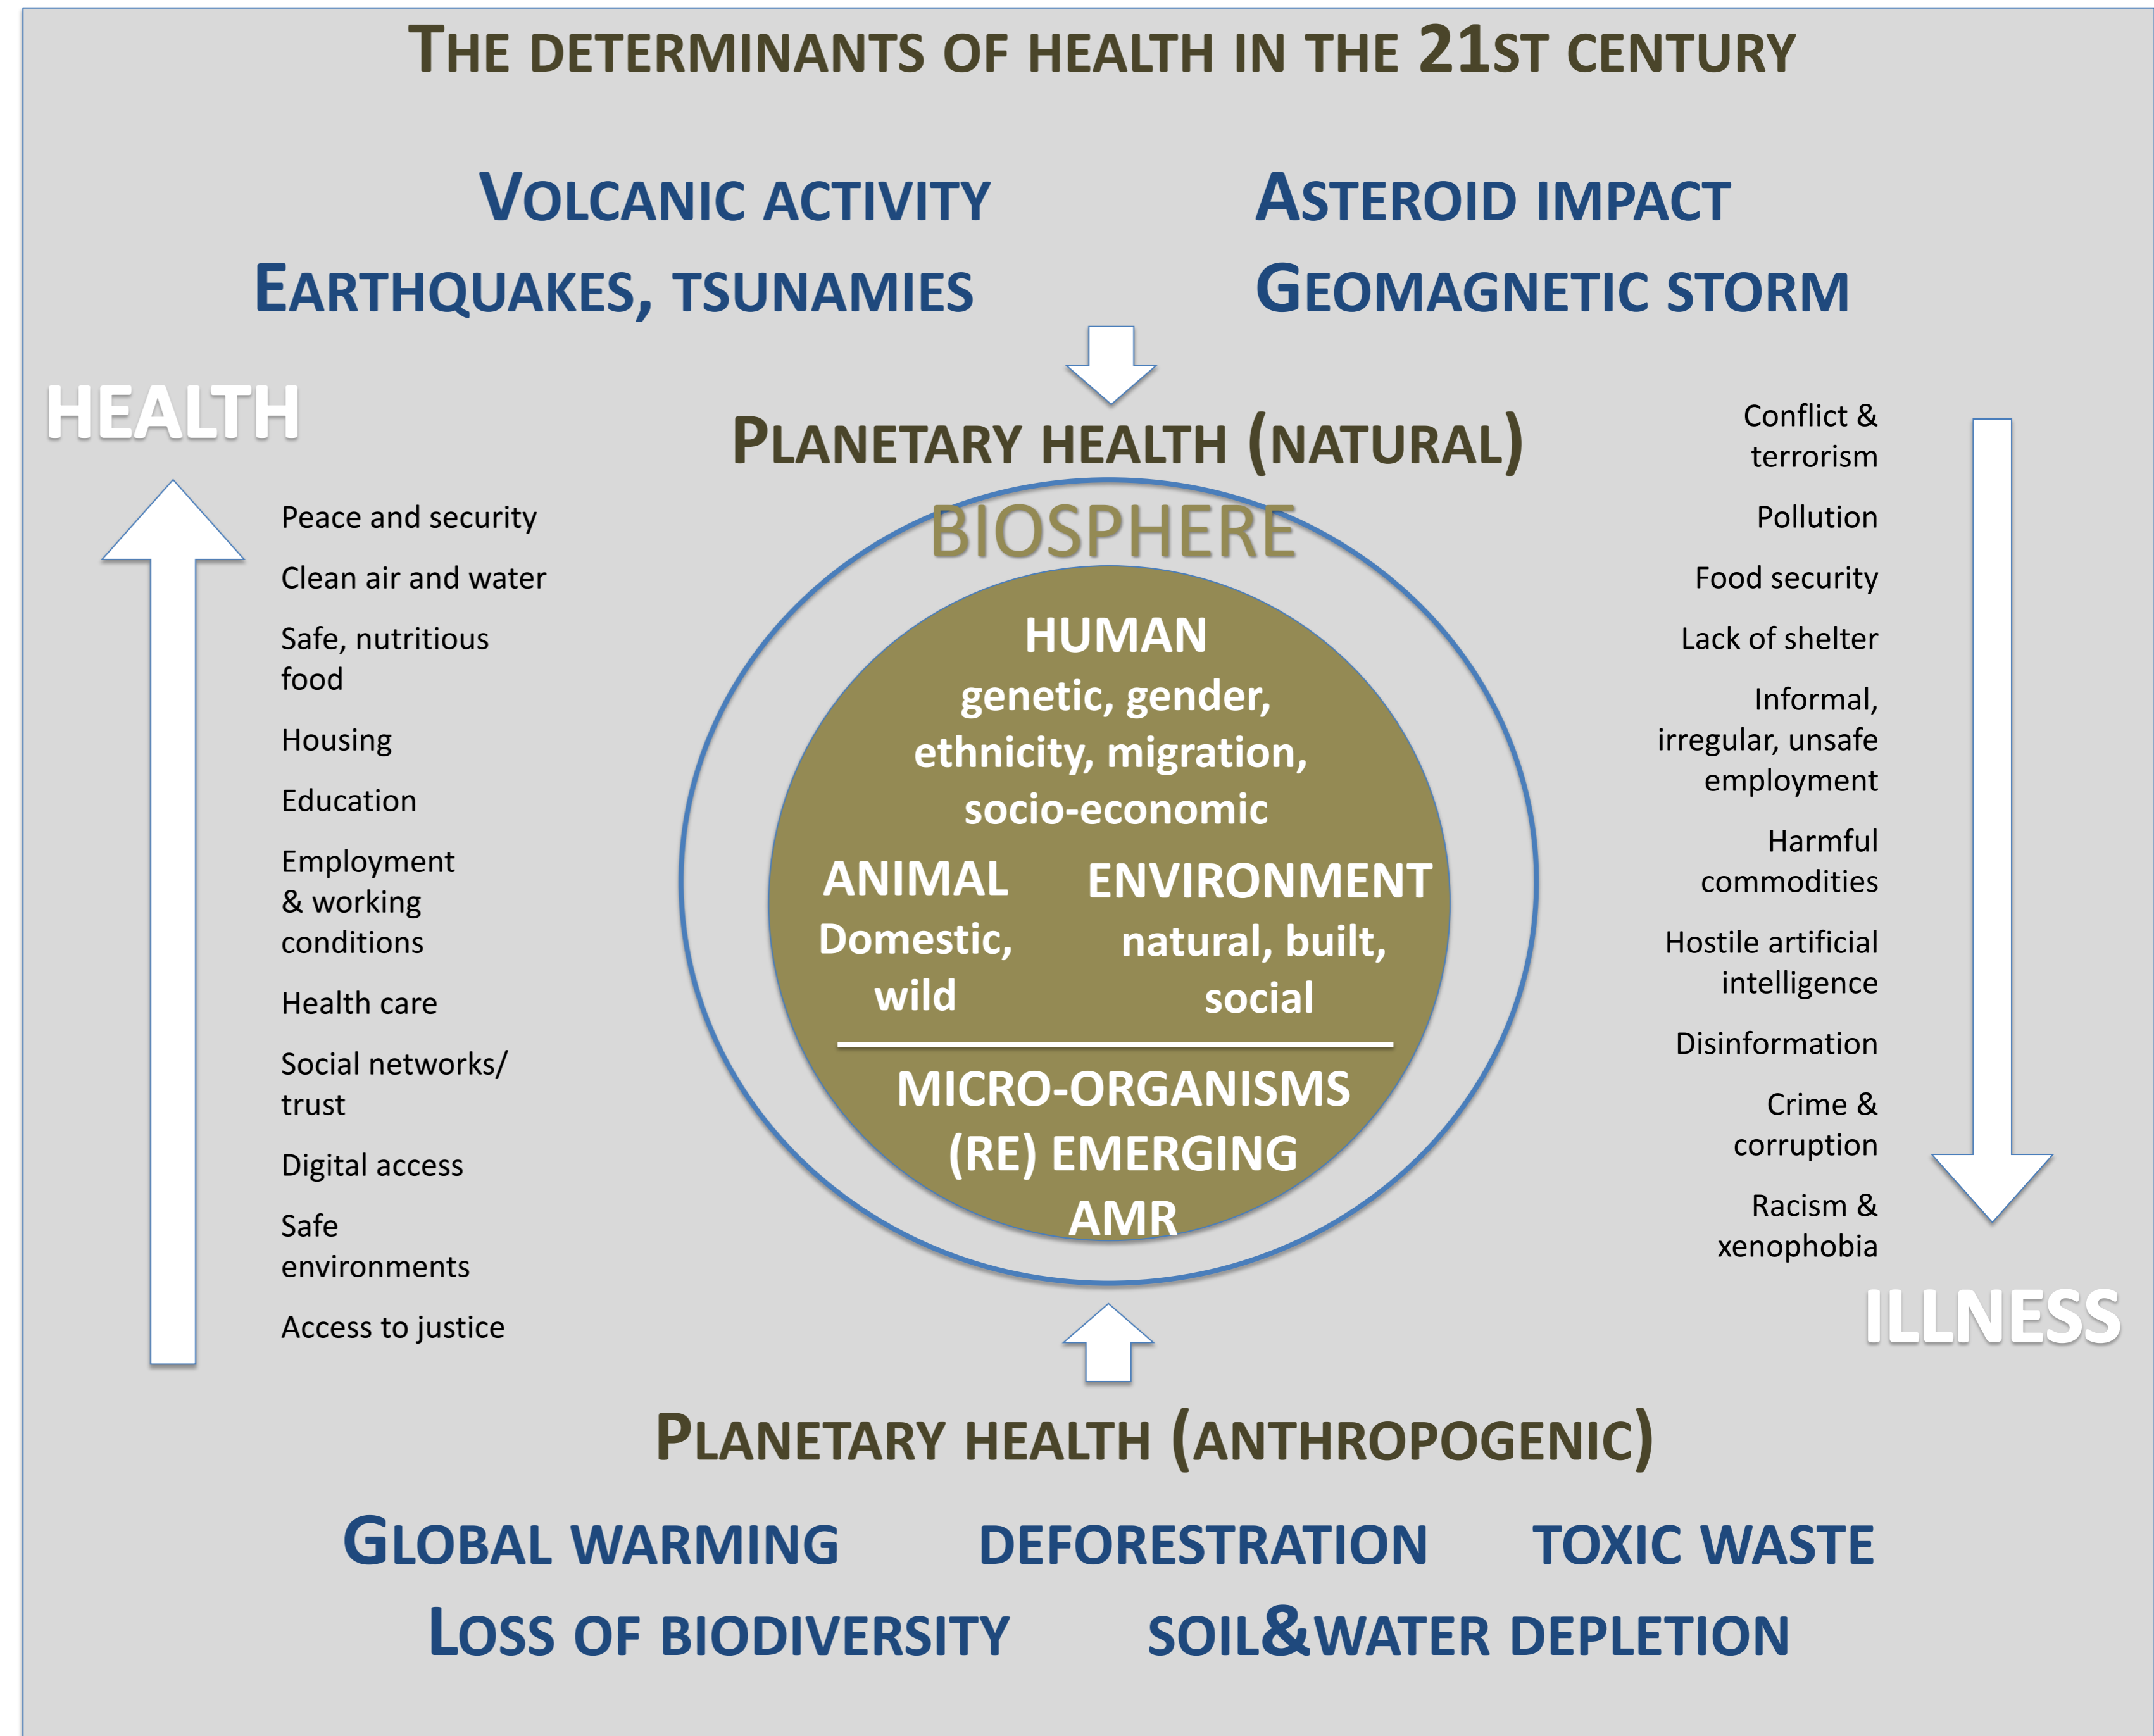 THE DETERMINANTS OF HEALTH IN THE 21ST CENTURY
VOLCANIC ACTIVITY
ASTEROID IMPACT
EARTHQUAKES, TSUNAMIES
GEOMAGNETIC STORM
HEALTH
Peace and security
Clean air and water
Safe, nutritious
food
Housing
Education
Employment
& working
conditions
Health care
Social networks/
trust
Digital access
Safe
environments
Access to justice
PLANETARY HEALTH (NATURAL)
BIOSPHERE
HUMAN
genetic, gender,
ethnicity, migration,
socio-economic
ANIMAL
Domestic,
wild
ENVIRONMENT
natural, built,
social
MICRO-ORGANISMS
(RE) EMERGING
AMR
Conflict &
terrorism
Pollution
Food security
Lack of shelter
Informal,
irregular, unsafe
employment
Harmful
commodities
Hostile artificial
intelligence
Disinformation
Crime &
corruption
Racism &
xenophobia
ILLNESS
PLANETARY HEALTH (ANTHROPOGENIC)
GLOBAL WARMING
DEFORESTRATION
TOXIC WASTE
LOSS OF BIODIVERSITY
SOIL&WATER DEPLETION